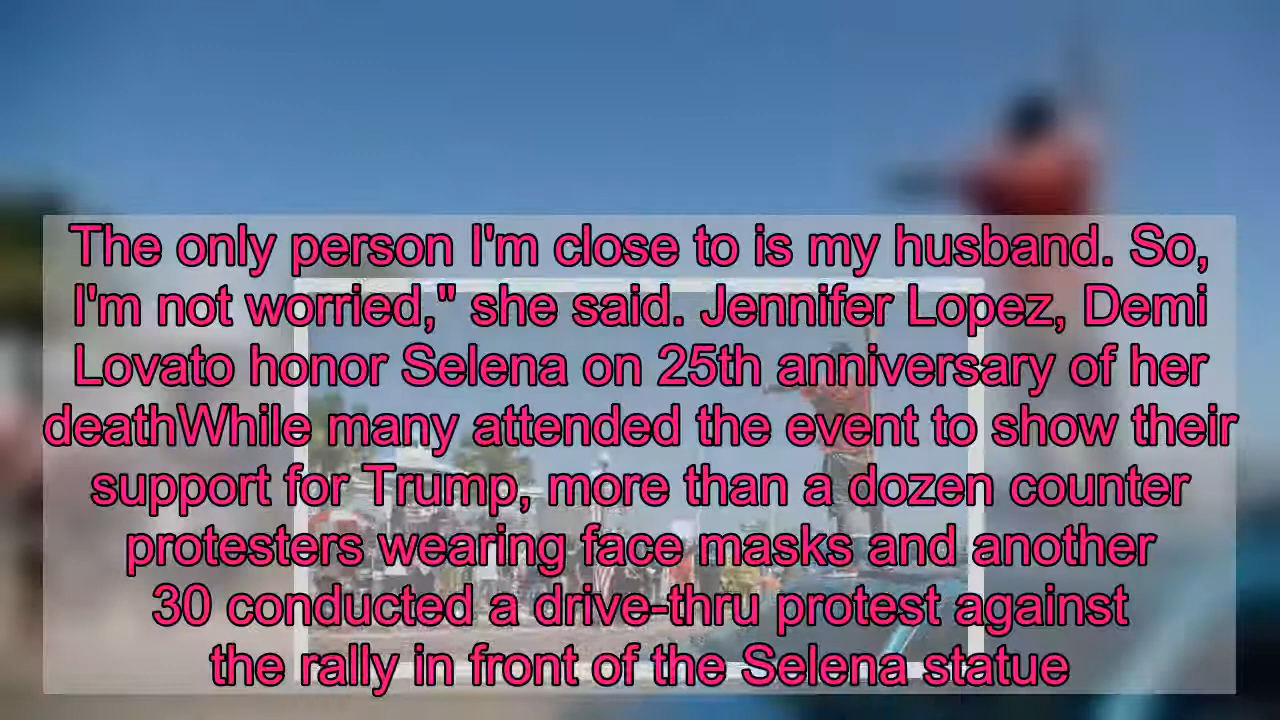 The only person I'm close to is my husband. So,
I'm not worried," she said. Jennifer Lopez, Demi
Lovato honor Selena on 25th anniversary of her
deathWhile many attended the event to show their
support for Trump, more than a dozen counter
protesters wearing face masks and another
30 conducted a drive-thru protest against
the rally in front of the Selena statue